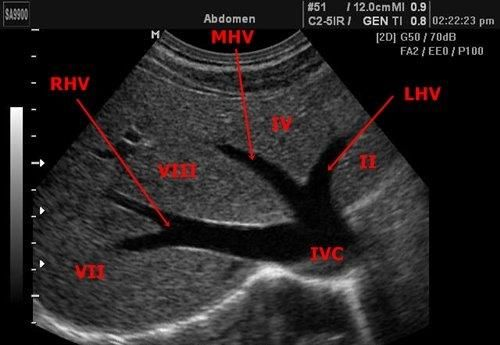 SA9900
Abdomen
#51 / 12.0cm MI 0.9
C2-5IR / GEN TI 0.8
02:22:23 pm
[2D] G50 / 70dB
FA2 / EE0 / P100
M
MHV
RHV
LHV
IV
II
VIII
IVC
VII